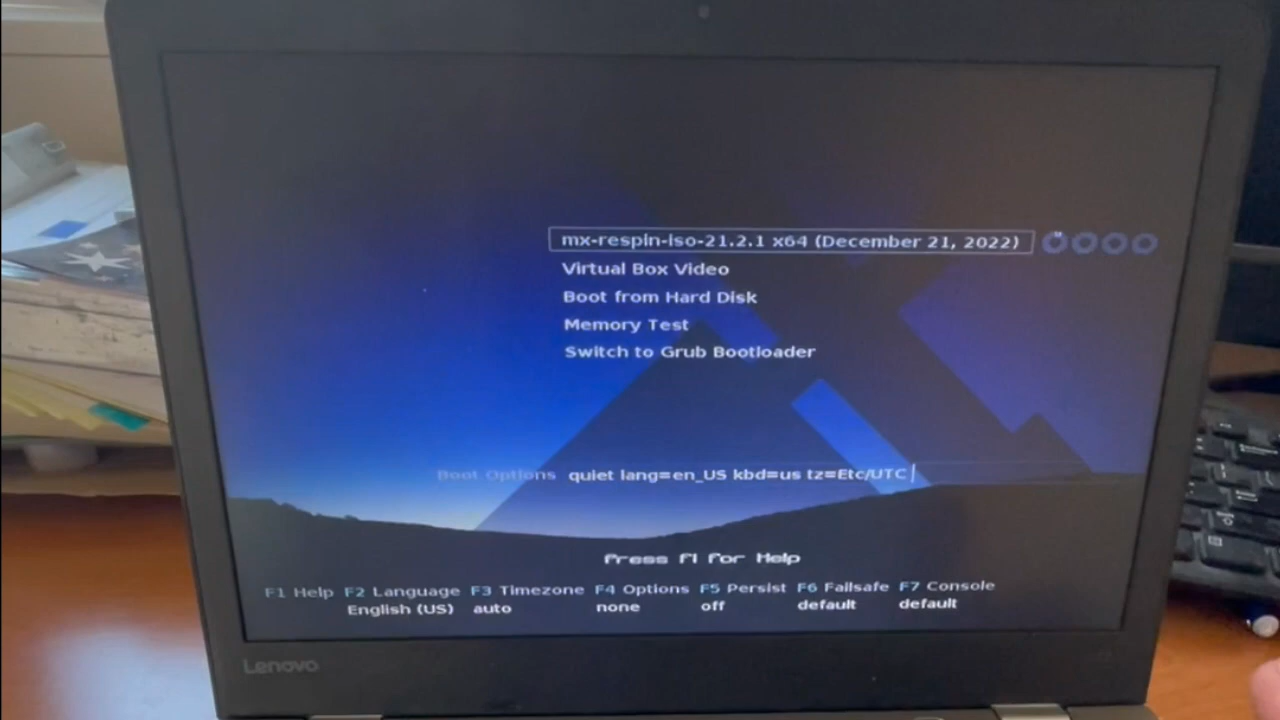 mx-respin-iso-21.2.1 x64 (December 21, 2022)
Virtual Box Video
Boot from Hard Disk
Memory Test
Switch to Grub Bootloader
Boot Options quiet lang=en_US kbd=us tz=Etc/UTC
Press F1 for Help
F1 Help F2 Language F3 Timezone F4 Options F5 Persist F6 Failsafe F7 Console
English (US) auto none off default default
Lenovo